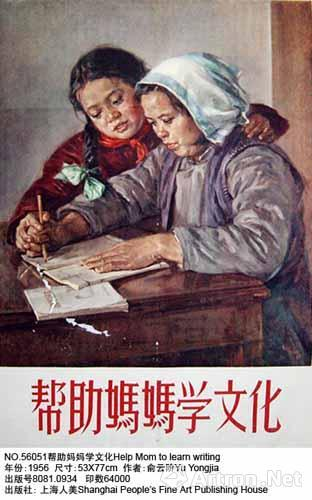 帮助媽媽学文化
Artron.Net
NO.56051帮助妈妈学文化Help Mom to learn writing
年份:1956 尺寸:53X77cm 作者:俞云阶Yu Yongjia
出版号8081.0934 印数64000
出版社:上海人美Shanghai People's Fine Art Publishing House